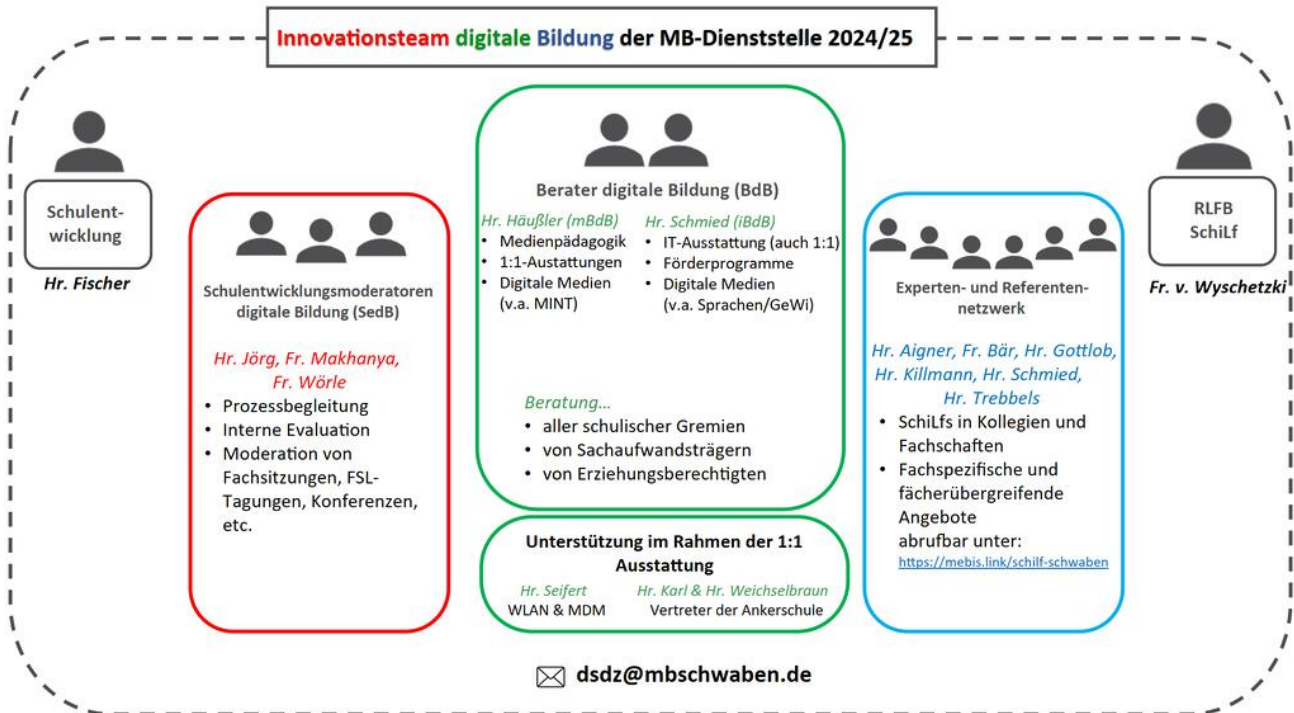 Innovationsteam digitale Bildung der MB-Dienststelle 2024/25
Schulent-
wicklung
Hr. Fischer
Schulentwicklungsmoderatoren
digitale Bildung (SedB)
Hr. Jörg, Fr. Makhanya,
Fr. Wörle
• Prozessbegleitung
• Interne Evaluation
• Moderation von
Fachsitzungen, FSL-
Tagungen, Konferenzen,
etc.
Berater digitale Bildung (BdB)
Hr. Häußler (mBdB)
• Medienpädagogik
• 1:1-Austattungen
• Digitale Medien
(v.a. MINT)
Hr. Schmied (iBdB)
• IT-Ausstattung (auch 1:1)
• Förderprogramme
• Digitale Medien
(v.a. Sprachen/GeWi)
Beratung...
• aller schulischer Gremien
• von Sachaufwandsträgern
• von Erziehungsberechtigten
Unterstützung im Rahmen der 1:1
Ausstattung
Hr. Seifert
WLAN & MDM
Hr. Karl & Hr. Weichselbraun
Vertreter der Ankerschule
Experten- und Referenten-
netzwerk
Hr. Aigner, Fr. Bär, Hr. Gottlob,
Hr. Killmann, Hr. Schmied,
Hr. Trebbels
• SchiLfs in Kollegien und
Fachschaften
• Fachspezifische und
fächerübergreifende
Angebote
abrufbar unter:
https://mebis.link/schilf-schwaben
RLFB
SchiLf
Fr. v. Wyschetzki
dsdz@mbschwaben.de